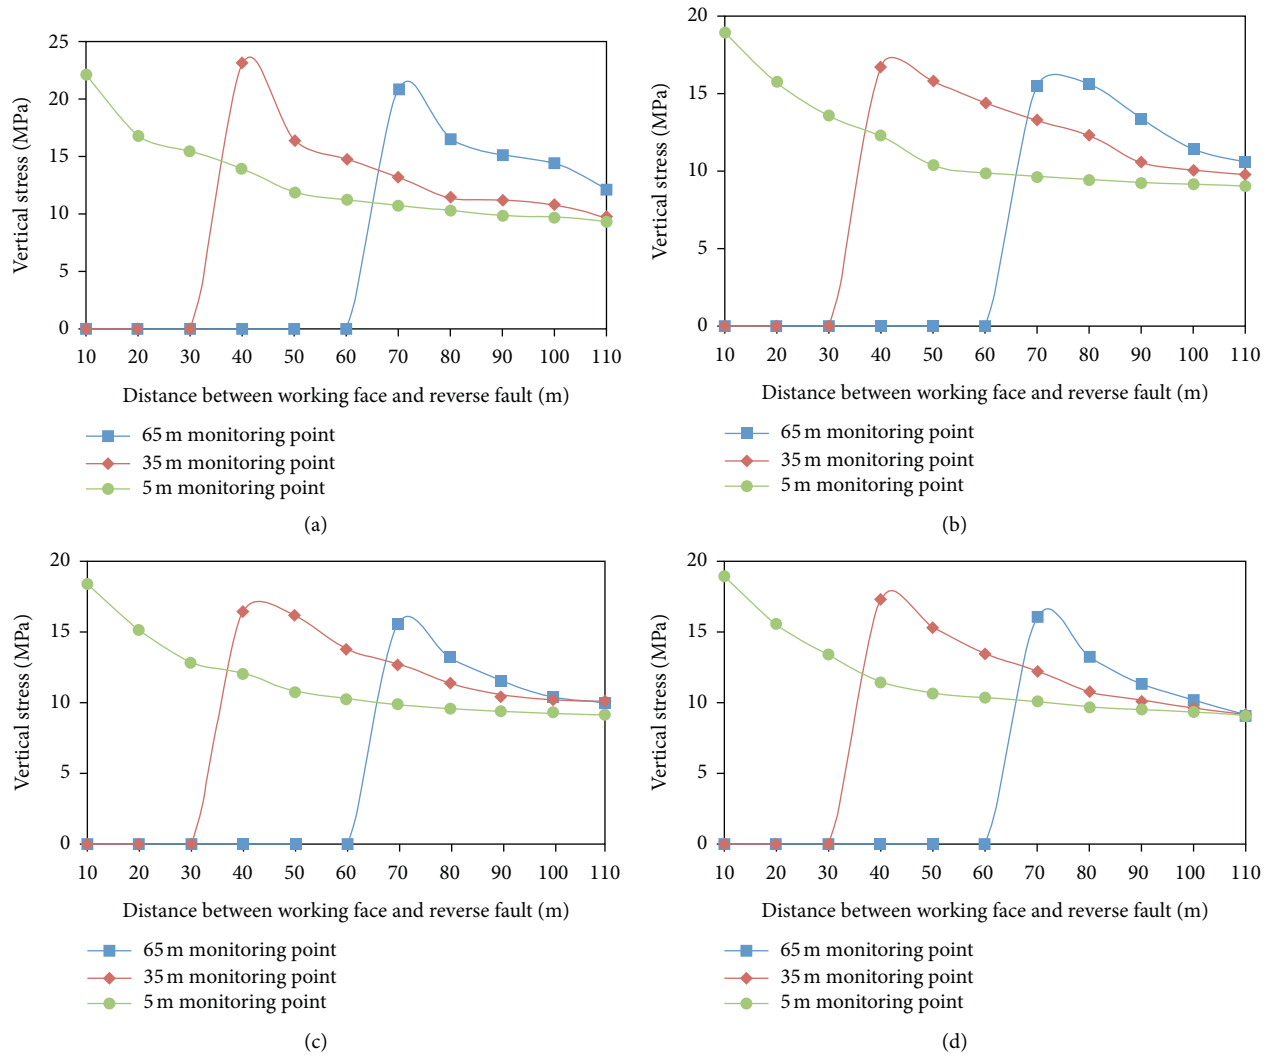 25
20
15
10
5
0
Vertical stress (MPa)
10 20 30 40 50 60 70 80 90 100 110
Distance between working face and reverse fault (m)
65 m monitoring point
35 m monitoring point
5 m monitoring point
(a)
20
15
10
5
0
Vertical stress (MPa)
10 20 30 40 50 60 70 80 90 100 110
Distance between working face and reverse fault (m)
65 m monitoring point
35 m monitoring point
5 m monitoring point
(b)
20
15
10
5
0
Vertical stress (MPa)
10 20 30 40 50 60 70 80 90 100 110
Distance between working face and reverse fault (m)
65 m monitoring point
35 m monitoring point
5 m monitoring point
(c)
20
15
10
5
0
Vertical stress (MPa)
10 20 30 40 50 60 70 80 90 100 110
Distance between working face and reverse fault (m)
65 m monitoring point
35 m monitoring point
5 m monitoring point
(d)